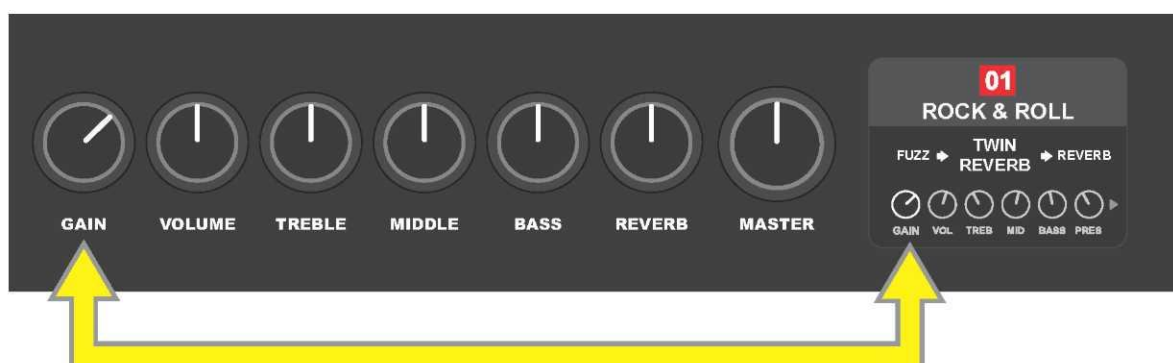 01
ROCK & ROLL
FUZZ TWIN REVERB REVERB
GAIN VOL TREB MID BASS PRES
GAIN VOLUME TREBLE MIDDLE BASS REVERB MASTER